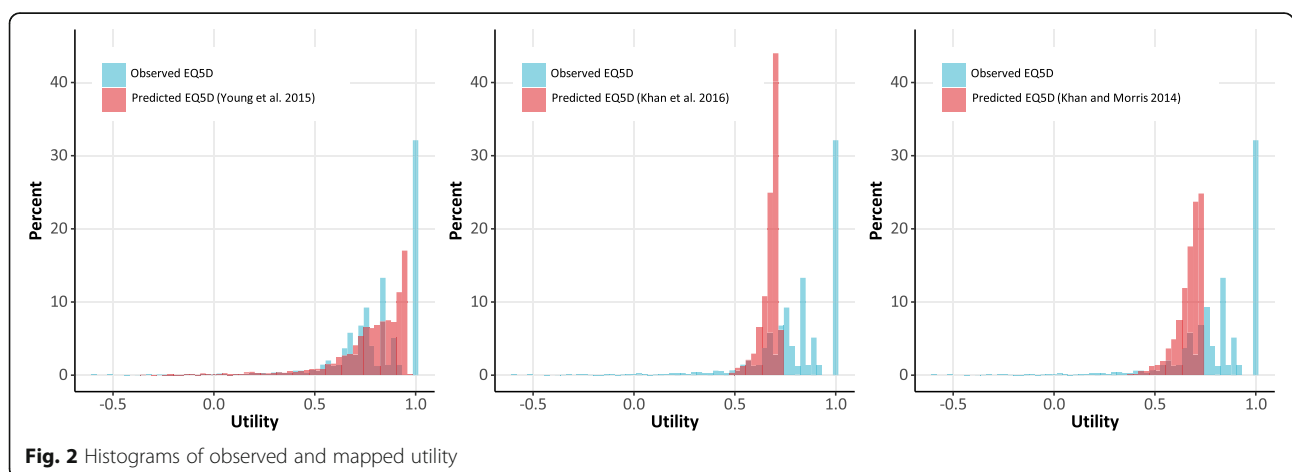 Observed EQ5D
Predicted EQ5D (Young et al. 2015)
Percent
40
30
20
10
0
-0.5
0.0
0.5
1.0
Utility
Observed EQ5D
Predicted EQ5D (Khan et al. 2016)
Percent
40
30
20
10
0
-0.5
0.0
0.5
1.0
Utility
Observed EQ5D
Predicted EQ5D (Khan and Morris 2014)
Percent
40
30
20
10
0
-0.5
0.0
0.5
1.0
Utility
Fig. 2 Histograms of observed and mapped utility